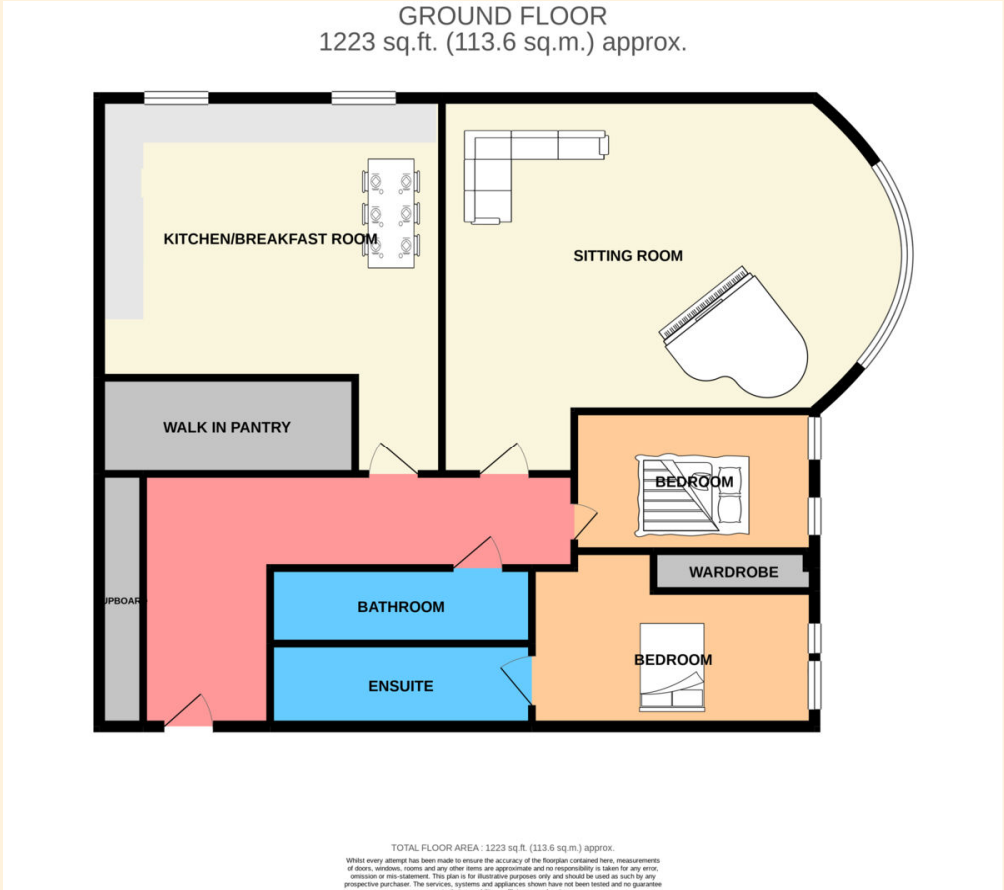 GROUND FLOOR
1223 sq.ft. (113.6 sq.m.) approx.
KITCHEN/BREAKFAST ROOM
SITTING ROOM
WALK IN PANTRY
BEDROOM
WARDROBE
UPBOAR
BATHROOM
BEDROOM
ENSUITE
TOTAL FLOOR AREA : 1223 sq.ft. (113.6 sq.m.) approx.
Whilst every attempt has been made to ensure the accuracy of the floorplan contained here, measurements
of doors, windows, rooms and any other items are approximate and no responsibility is taken for any error,
omission or mis-statement. This plan is for illustrative purposes only and should be used as such by any
prospective purchaser. The services, systems and appliances shown have not been tested and no guarantee